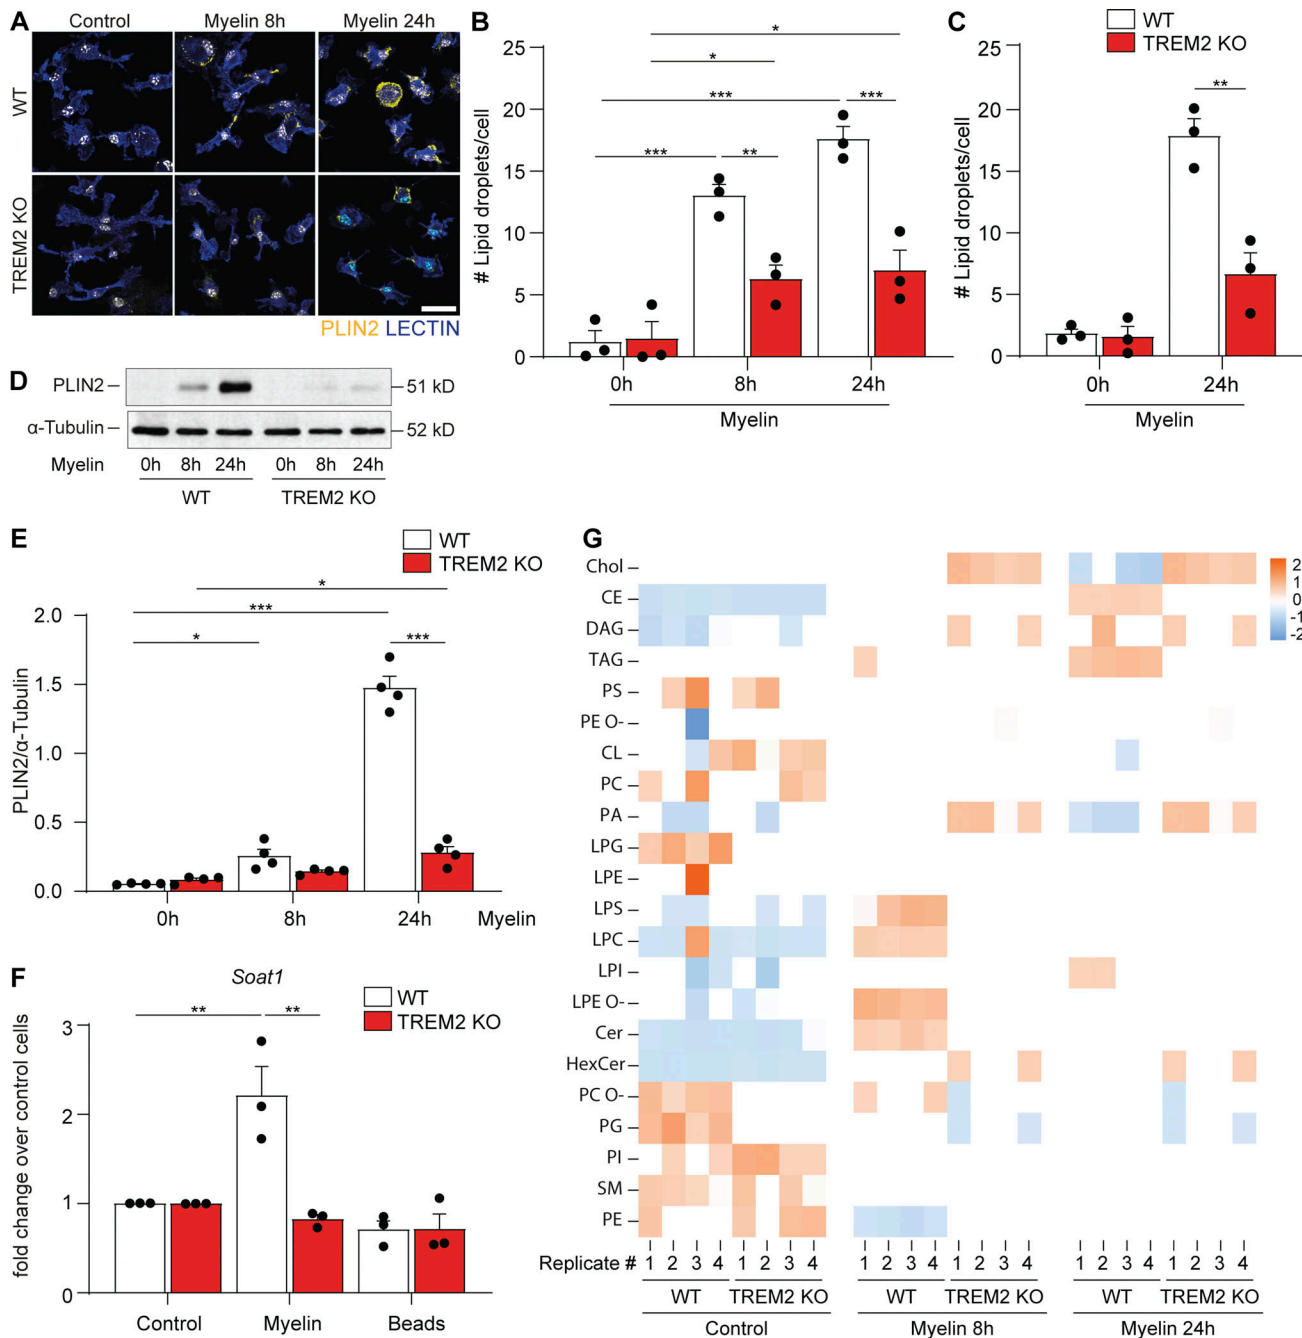 A
Control
Myelin 8h
Myelin 24h
WT
TREM2 KO
PLIN2 LECTIN
B
# Lipid droplets/cell
25
20
15
10
5
0
*
*
***
***
***
**
0h
8h
24h
Myelin
C
WT
TREM2 KO
# Lipid droplets/cell
25
20
15
10
5
0
**
0h
24h
Myelin
D
PLIN2
51 kD
α-Tubulin
52 kD
Myelin 0h 8h 24h 0h 8h 24h
WT
TREM2 KO
E
WT
TREM2 KO
PLIN2/α-Tubulin
2.0
1.5
1.0
0.5
0.0
*
***
*
***
0h
8h
24h
Myelin
F
Soat1
WT
TREM2 KO
fold change over control cells
3
2
1
0
**
**
Control
Myelin
Beads
G
Chol
CE
DAG
TAG
PS
PE O-
CL
PC
PA
LPG
LPE
LPS
LPC
LPI
LPE O-
Cer
HexCer
PC O-
PG
PI
SM
PE
2
1
0
-1
-2
Replicate # 1 2 3 4 1 2 3 4 1 2 3 4 1 2 3 4 1 2 3 4 1 2 3 4
WT TREM2 KO WT TREM2 KO WT TREM2 KO
Control Myelin 8h Myelin 24h